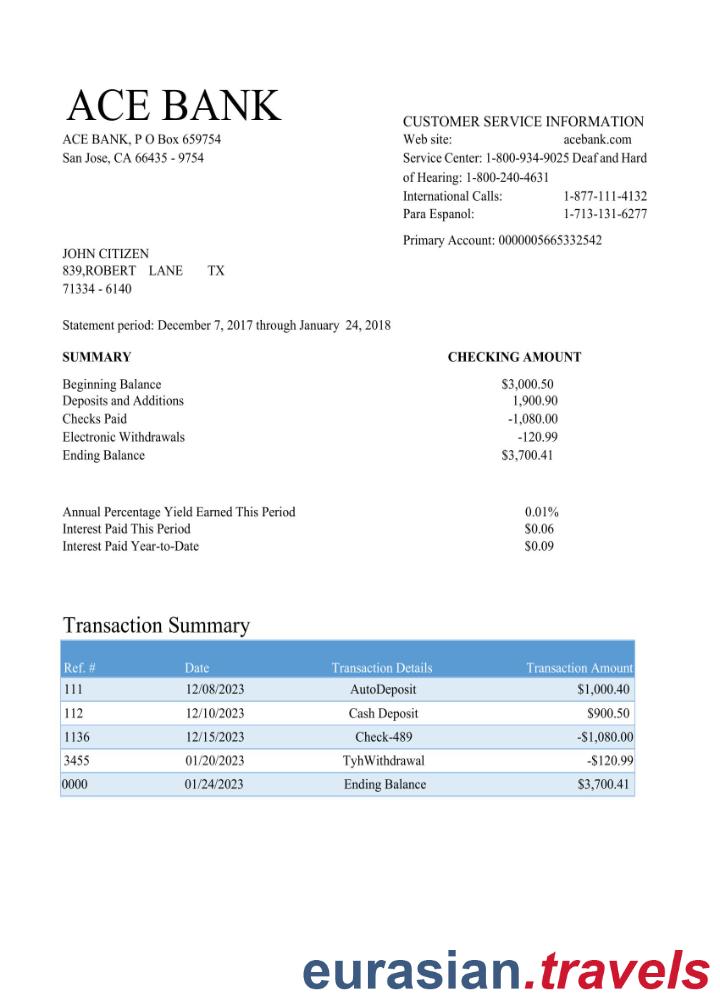 ACE BANK
ACE BANK, P O Box 659754
San Jose, CA 66435 - 9754
CUSTOMER SERVICE INFORMATION
Web site: acebank.com
Service Center: 1-800-934-9025 Deaf and Hard
of Hearing: 1-800-240-4631
International Calls: 1-877-111-4132
Para Espanol: 1-713-131-6277
Primary Account: 0000005665332542
JOHN CITIZEN
839,ROBERT LANE TX
71334 - 6140
Statement period: December 7, 2017 through January 24, 2018
SUMMARY CHECKING AMOUNT
Beginning Balance $3,000.50
Deposits and Additions 1,900.90
Checks Paid -1,080.00
Electronic Withdrawals -120.99
Ending Balance $3,700.41
Annual Percentage Yield Earned This Period 0.01%
Interest Paid This Period $0.06
Interest Paid Year-to-Date $0.09
Transaction Summary
Ref. # Date Transaction Details Transaction Amount
111 12/08/2023 AutoDeposit $1,000.40
112 12/10/2023 Cash Deposit $900.50
1136 12/15/2023 Check-489 -$1,080.00
3455 01/20/2023 TyhWithdrawal -$120.99
0000 01/24/2023 Ending Balance $3,700.41
eurasian.travels